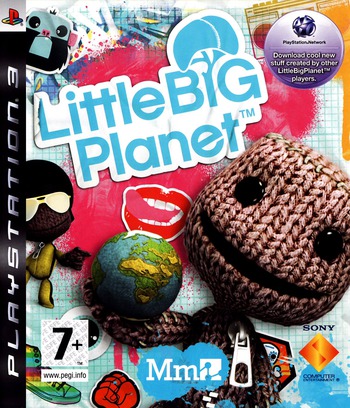 PLAYSTATION 3
PlayStation®Network
Download cool new
stuff created by other
LittleBigPlanet™
players.
LittleBIG
Planet™
7+
www.pegi.info
Mm
SONY
COMPUTER
ENTERTAINMENT